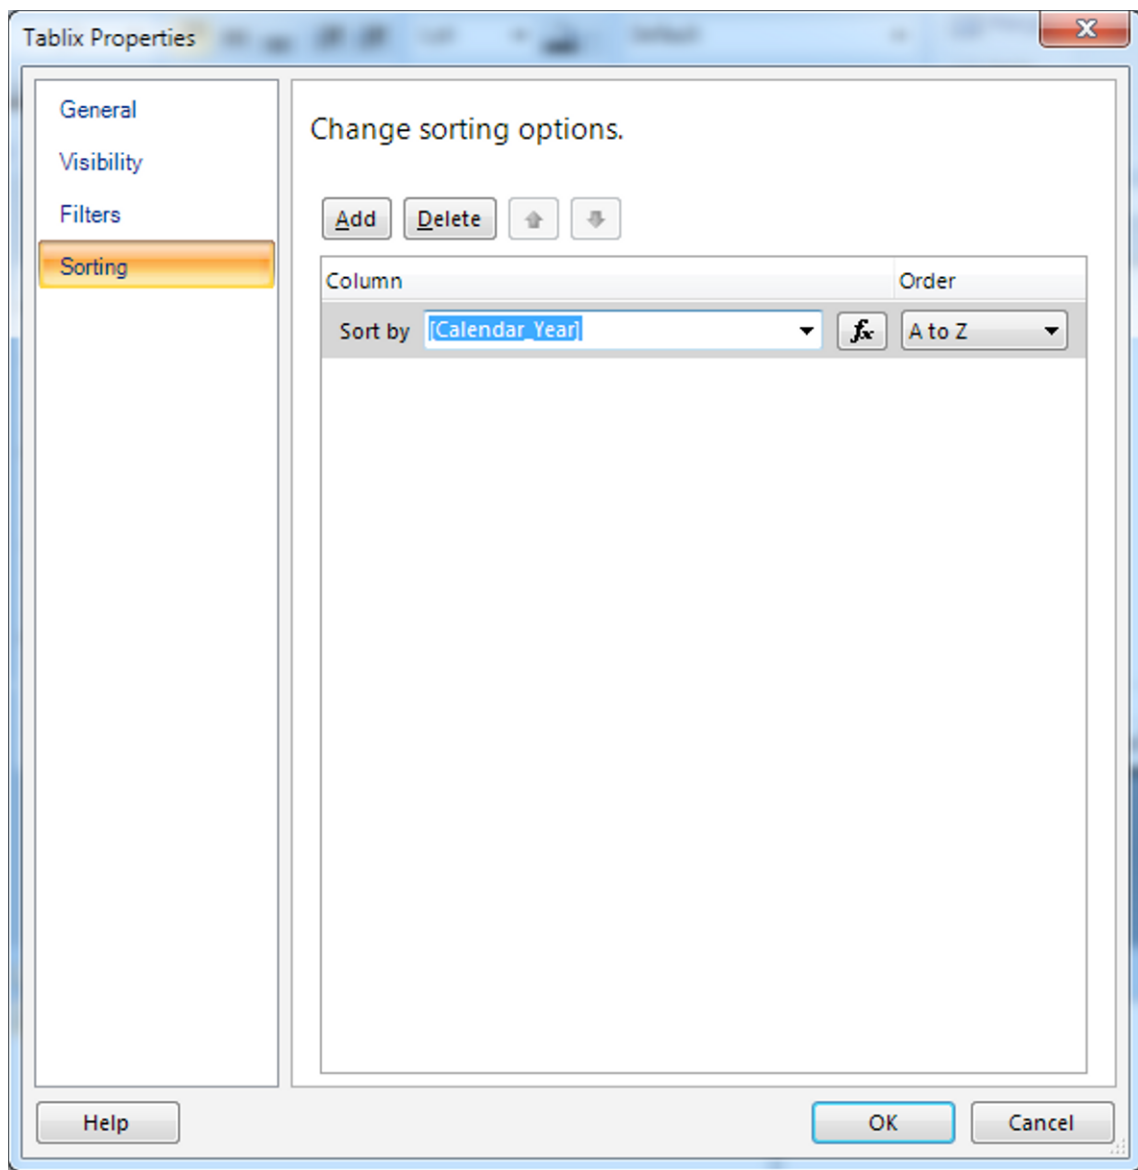 Tablix Properties
General
Visibility
Filters
Sorting
Change sorting options.
Add Delete
Column Order
Sort by [Calendar_Year] fx A to Z
Help OK Cancel